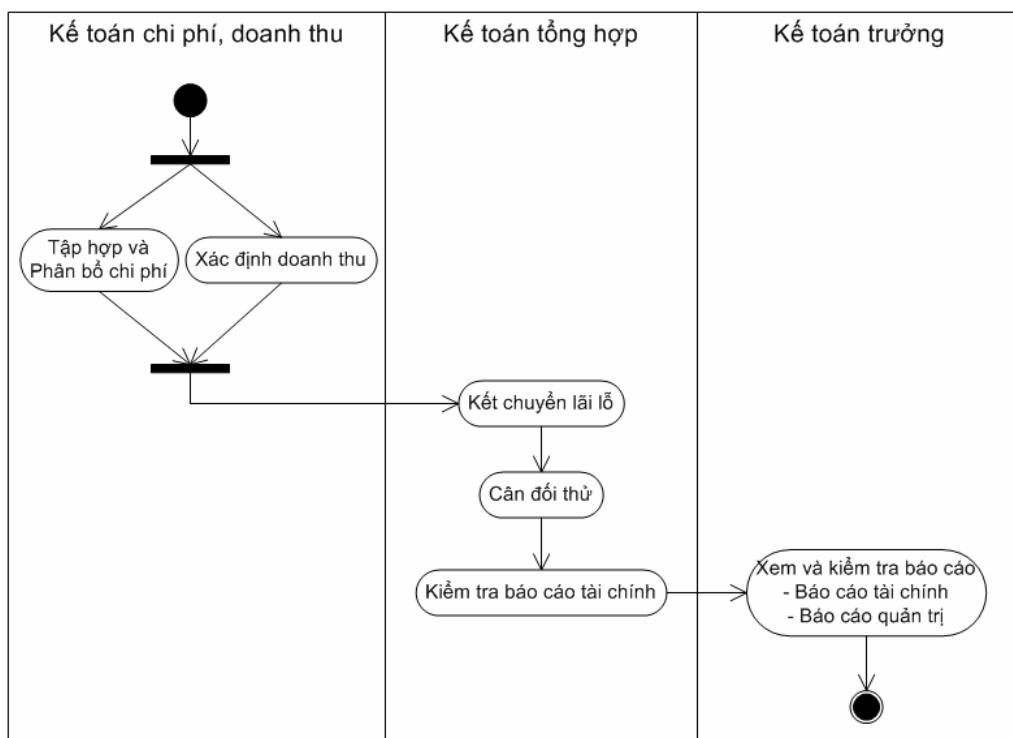 Kế toán chi phí, doanh thu
Kế toán tổng hợp
Kế toán trưởng
Tập hợp và
Phân bổ chi phí
Xác định doanh thu
Kết chuyển lãi lỗ
Cân đối thử
Kiểm tra báo cáo tài chính
Xem và kiểm tra báo cáo
- Báo cáo tài chính
- Báo cáo quản trị